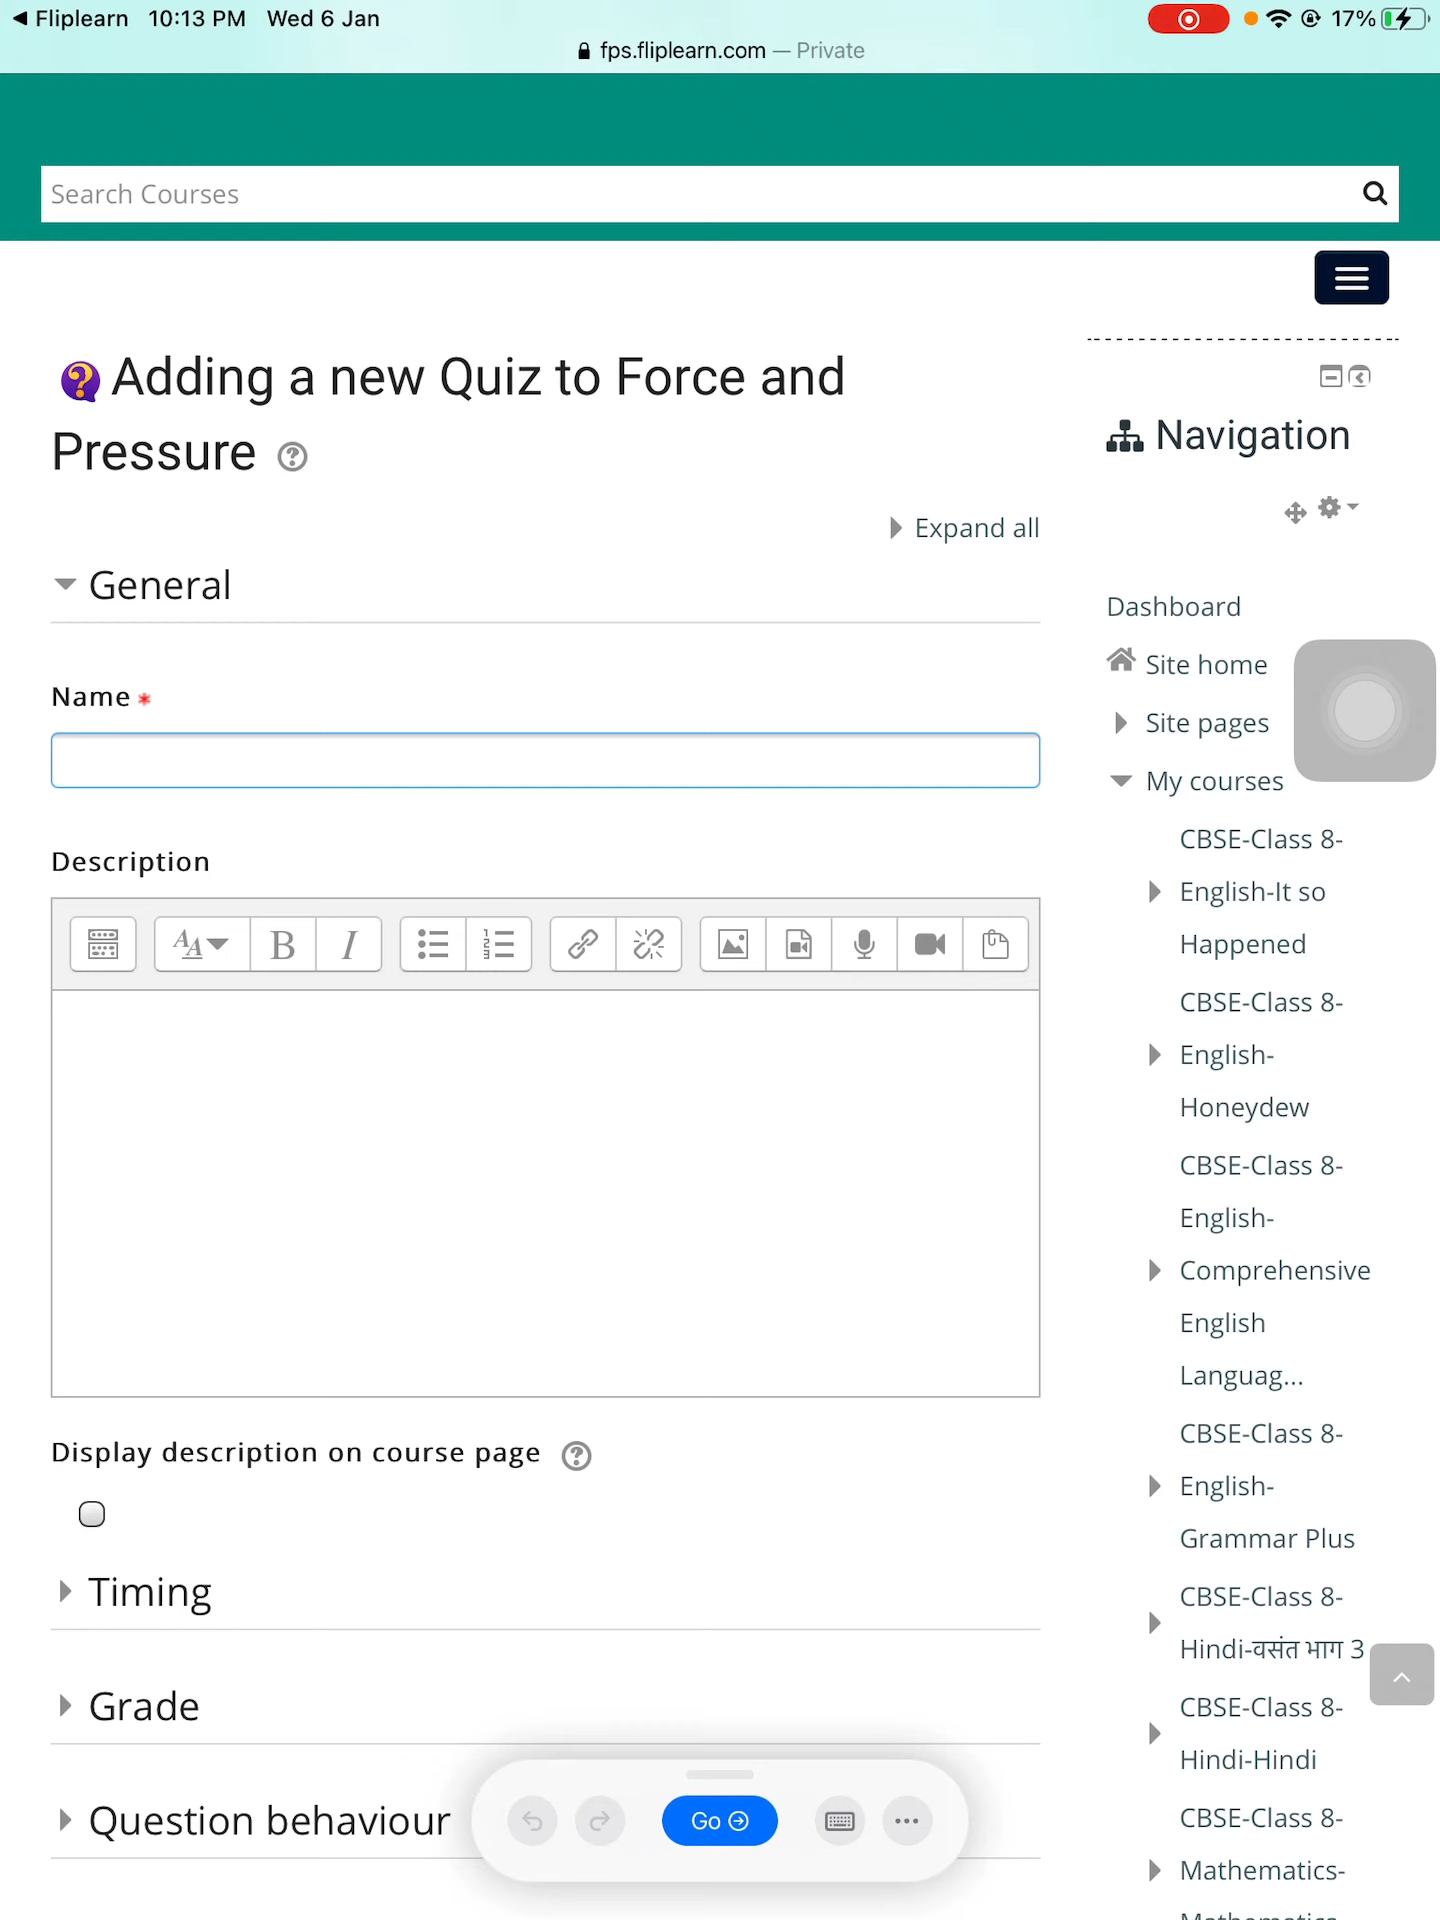 Fliplearn 10:13 PM Wed 6 Jan 17%
fps.fliplearn.com — Private
Search Courses
Adding a new Quiz to Force and
Pressure
Expand all
General
Name
Description
B I
Display description on course page
Timing
Grade
Question behaviour
Go
Navigation
Dashboard
Site home
Site pages
My courses
CBSE-Class 8-
English-It so
Happened
CBSE-Class 8-
English-
Honeydew
CBSE-Class 8-
English-
Comprehensive
English
Languag...
CBSE-Class 8-
English-
Grammar Plus
CBSE-Class 8-
Hindi-वसंत भाग 3
CBSE-Class 8-
Hindi-Hindi
CBSE-Class 8-
Mathematics-